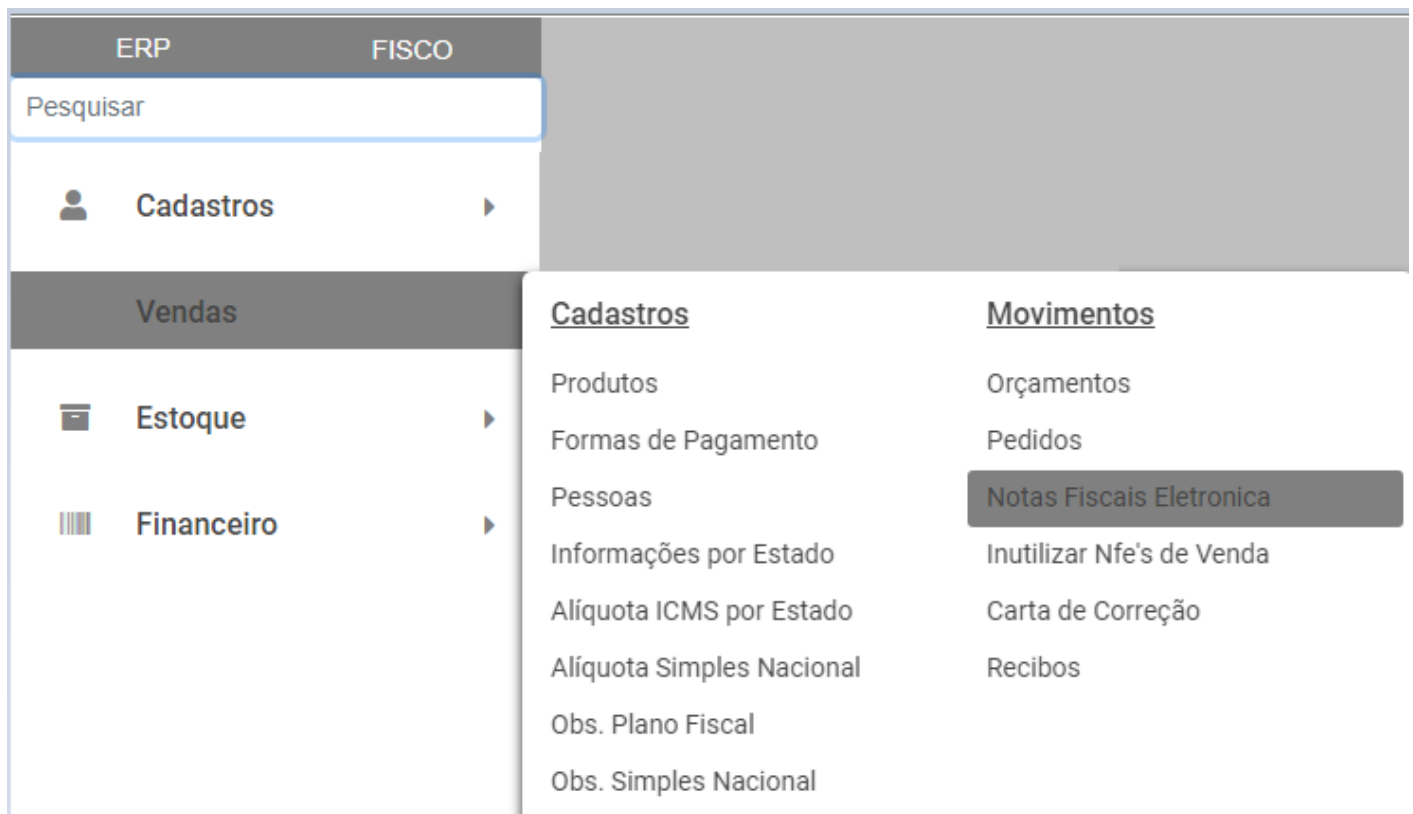 ERP FISCO
Pesquisar
Cadastros
Vendas
Estoque
Financeiro
Cadastros
Produtos
Formas de Pagamento
Pessoas
Informações por Estado
Alíquota ICMS por Estado
Alíquota Simples Nacional
Obs. Plano Fiscal
Obs. Simples Nacional
Movimentos
Orçamentos
Pedidos
Notas Fiscais Eletronica
Inutilizar Nfe's de Venda
Carta de Correção
Recibos